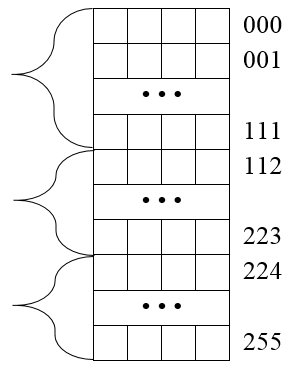 000
001
• • •
111
112
• • •
223
224
• • •
255